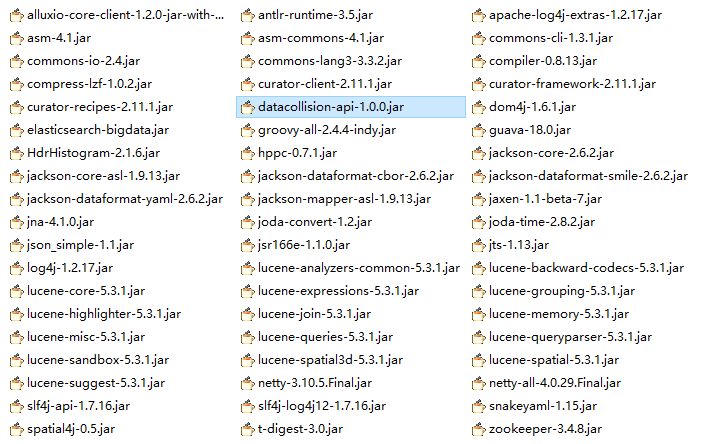 alluxio-core-client-1.2.0-jar-with-... antlr-runtime-3.5.jar apache-log4j-extras-1.2.17.jar
asm-4.1.jar asm-commons-4.1.jar commons-cli-1.3.1.jar
commons-io-2.4.jar commons-lang3-3.3.2.jar compiler-0.8.13.jar
compress-lzf-1.0.2.jar curator-client-2.11.1.jar curator-framework-2.11.1.jar
curator-recipes-2.11.1.jar datacollision-api-1.0.0.jar dom4j-1.6.1.jar
elasticsearch-bigdata.jar groovy-all-2.4.4-indy.jar guava-18.0.jar
HdrHistogram-2.1.6.jar hppc-0.7.1.jar jackson-core-2.6.2.jar
jackson-core-asl-1.9.13.jar jackson-dataformat-cbor-2.6.2.jar jackson-dataformat-smile-2.6.2.jar
jackson-dataformat-yaml-2.6.2.jar jackson-mapper-asl-1.9.13.jar jaxen-1.1-beta-7.jar
jna-4.1.0.jar joda-convert-1.2.jar joda-time-2.8.2.jar
json_simple-1.1.jar jsr166e-1.1.0.jar jts-1.13.jar
log4j-1.2.17.jar lucene-analyzers-common-5.3.1.jar lucene-backward-codecs-5.3.1.jar
lucene-core-5.3.1.jar lucene-expressions-5.3.1.jar lucene-grouping-5.3.1.jar
lucene-highlighter-5.3.1.jar lucene-join-5.3.1.jar lucene-memory-5.3.1.jar
lucene-misc-5.3.1.jar lucene-queries-5.3.1.jar lucene-queryparser-5.3.1.jar
lucene-sandbox-5.3.1.jar lucene-spatial3d-5.3.1.jar lucene-spatial-5.3.1.jar
lucene-suggest-5.3.1.jar netty-3.10.5.Final.jar netty-all-4.0.29.Final.jar
slf4j-api-1.7.16.jar slf4j-log4j12-1.7.16.jar snakeyaml-1.15.jar
spatial4j-0.5.jar t-digest-3.0.jar zookeeper-3.4.8.jar